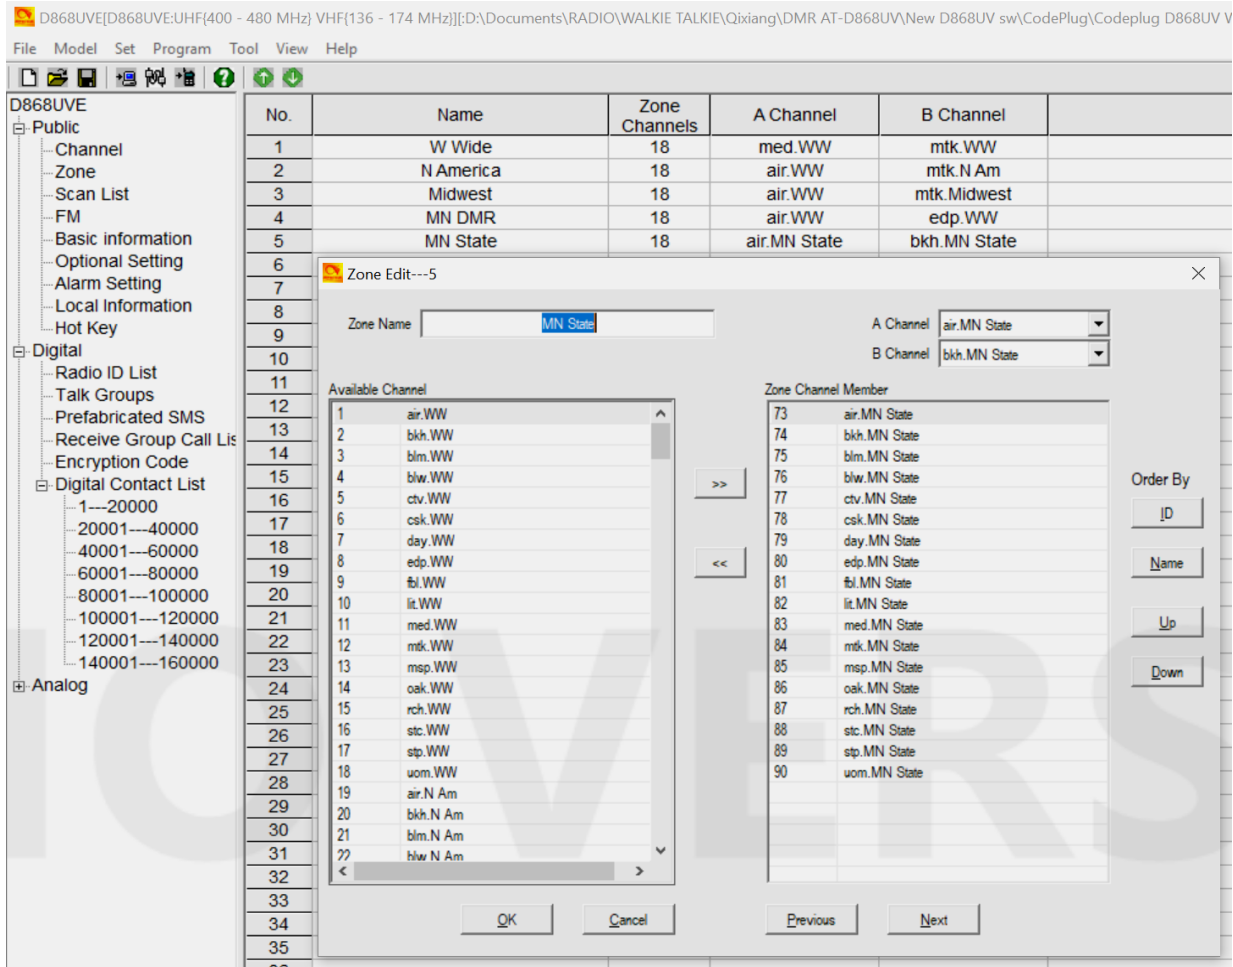 D868UVE[D868UVE:UHF{400 - 480 MHz} VHF{136 - 174 MHz}][:D:\Documents\RADIO\WALKIE TALKIE\Qixiang\DMR AT-D868UV\New D868UV sw\CodePlug\Codeplug D868UV
File Model Set Program Tool View Help
D868UVE
Public
Channel
Zone
Scan List
FM
Basic information
Optional Setting
Alarm Setting
Local Information
Hot Key
Digital
Radio ID List
Talk Groups
Prefabricated SMS
Receive Group Call Lis
Encryption Code
Digital Contact List
1---20000
20001---40000
40001---60000
60001---80000
80001---100000
100001---120000
120001---140000
140001---160000
Analog
No. Name Zone Channels A Channel B Channel
1 W Wide 18 med.WW mtk.WW
2 N America 18 air.WW mtk.N Am
3 Midwest 18 air.WW mtk.Midwest
4 MN DMR 18 air.WW edp.WW
5 MN State 18 air.MN State bkh.MN State
6
7
8
9
10
11
12
13
14
15
16
17
18
19
20
21
22
23
24
25
26
27
28
29
30
31
32
33
34
35
Zone Edit---5
Zone Name MN State
A Channel air.MN State
B Channel bkh.MN State
Available Channel
1 air.WW
2 bkh.WW
3 blm.WW
4 blw.WW
5 ctv.WW
6 csk.WW
7 day.WW
8 edp.WW
9 fbl.WW
10 lit.WW
11 med.WW
12 mtk.WW
13 msp.WW
14 oak.WW
15 rch.WW
16 stc.WW
17 stp.WW
18 uom.WW
19 air.N Am
20 bkh.N Am
21 blm.N Am
22 blw.N Am
>>
<<
Zone Channel Member
73 air.MN State
74 bkh.MN State
75 blm.MN State
76 blw.MN State
77 ctv.MN State
78 csk.MN State
79 day.MN State
80 edp.MN State
81 fbl.MN State
82 lit.MN State
83 med.MN State
84 mtk.MN State
85 msp.MN State
86 oak.MN State
87 rch.MN State
88 stc.MN State
89 stp.MN State
90 uom.MN State
Order By
ID
Name
Up
Down
OK Cancel Previous Next